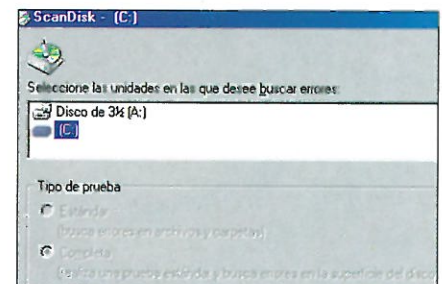 ScanDisk - (C:)
Seleccione las unidades en las que desee buscar errores:
Disco de 3½ (A:)
(C:)
Tipo de prueba
Estándar
(busca errores en archivos y carpetas)
Completa
(realiza una prueba estándar y busca errores en la superficie del disco